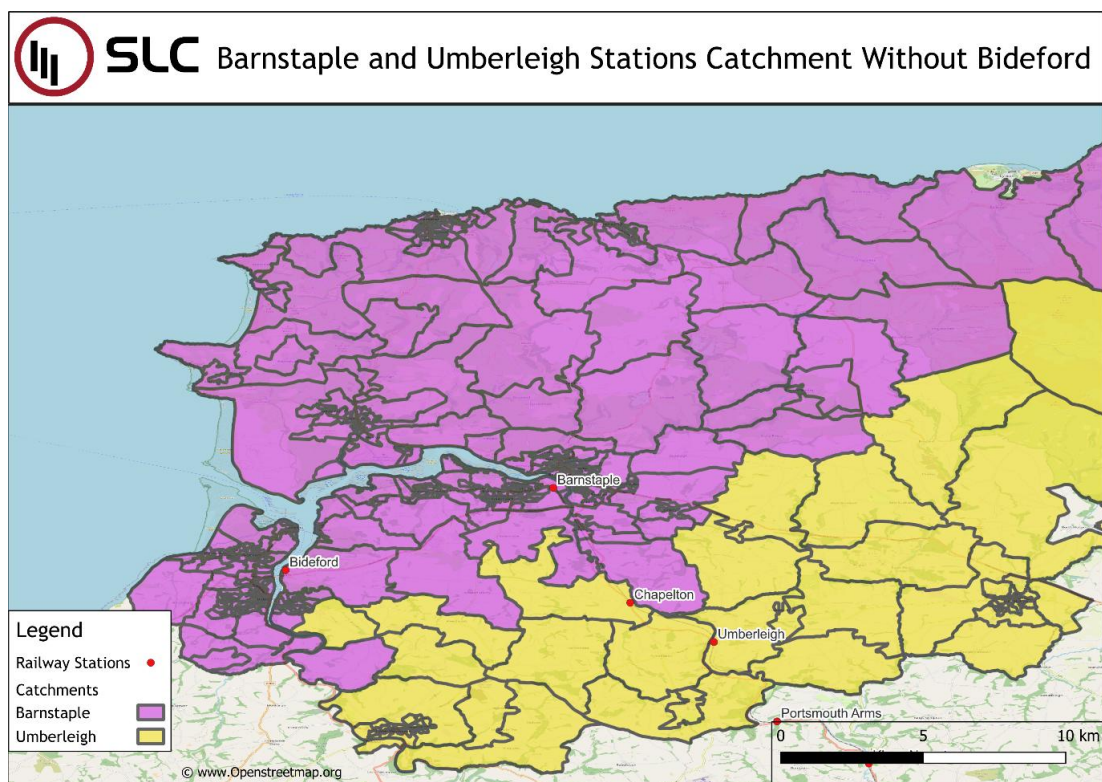 SLC Barnstaple and Umberleigh Stations Catchment Without Bideford
Barnstaple
Bideford
Chapelton
Umberleigh
Portsmouth Arms
Legend
Railway Stations
Catchments
Barnstaple
Umberleigh
© www.Openstreetmap.org
0 5 10 km